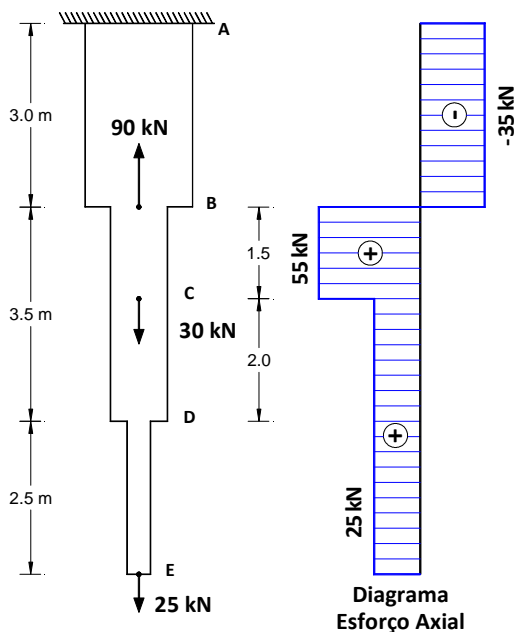 A
3.0 m
90 kN
-
-35 kN
B
1.5
55 kN
+
C
30 kN
3.5 m
2.0
D
+
2.5 m
25 kN
E
25 kN
Diagrama
Esforço Axial